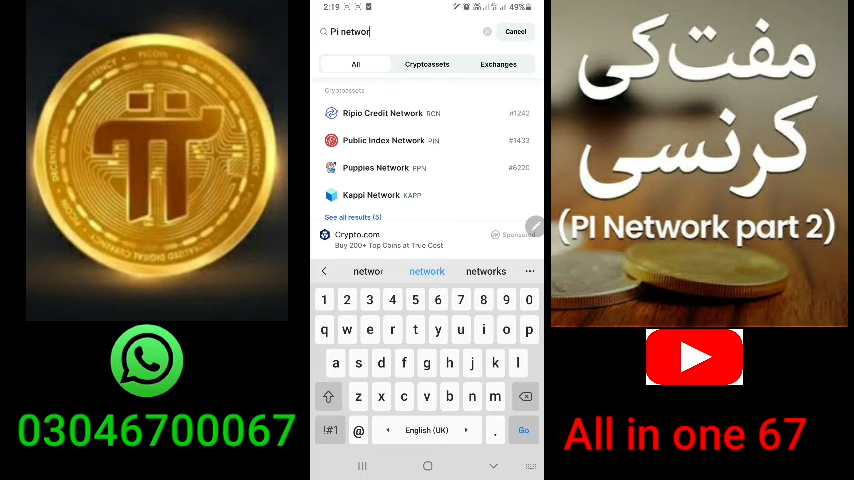 2:19
49%
Pi networ
Cancel
All
Cryptoassets
Exchanges
Cryptoassets
Ripio Credit Network RCN #1242
Public Index Network PIN #1433
Puppies Network PPN #6220
Kappi Network KAPP
See all results (5)
Crypto.com
Sponsored
Buy 200+ Top Coins at True Cost
networ
network
networks
1 2 3 4 5 6 7 8 9 0
q w e r t y u i o p
a s d f g h j k l
z x c v b n m
!#1 @ English (UK) . Go
مفت کی
کرنسی
(PI Network part 2)
03046700067
All in one 67